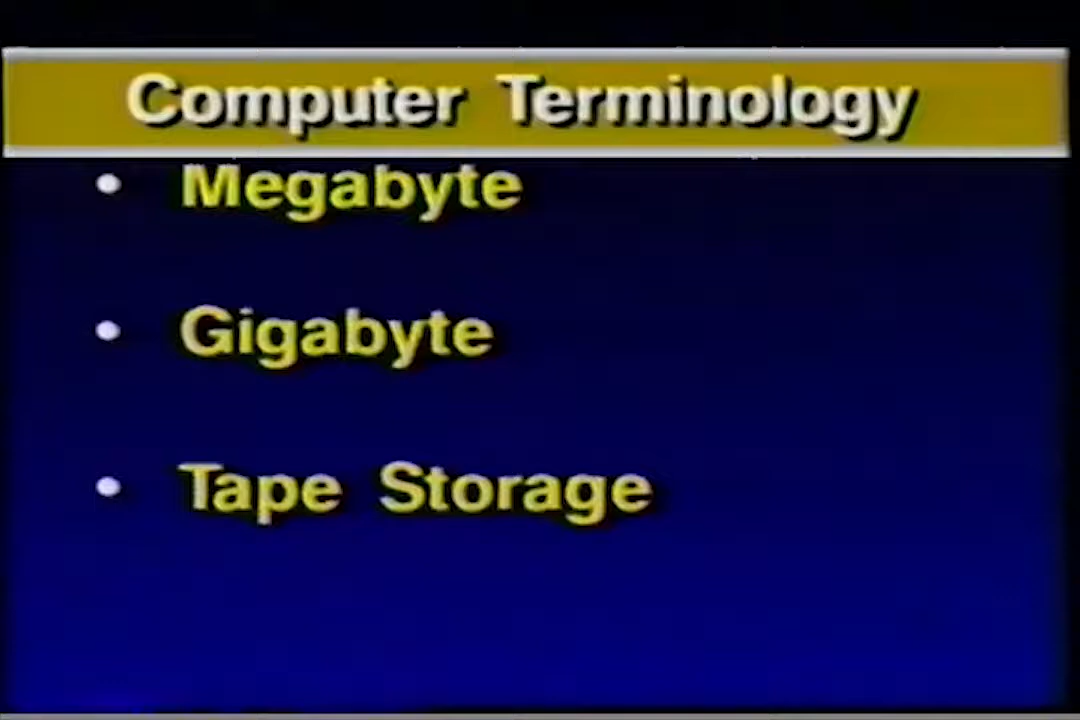 Computer Terminology
• Megabyte
• Gigabyte
• Tape Storage